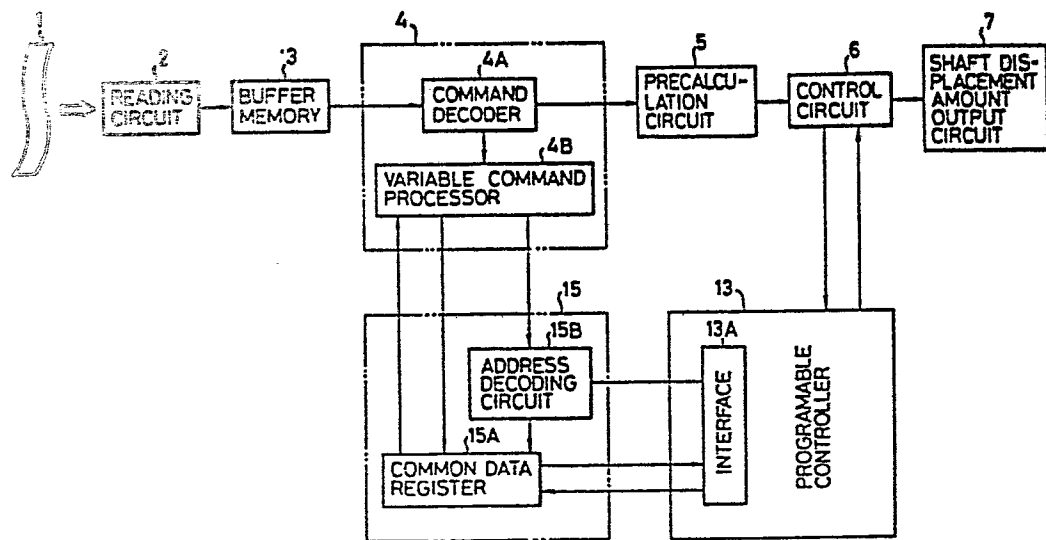 1
2
READING
CIRCUIT
3
BUFFER
MEMORY
4
4A
COMMAND
DECODER
4B
VARIABLE COMMAND
PROCESSOR
5
PRECALCU-
LATION
CIRCUIT
6
CONTROL
CIRCUIT
7
SHAFT DIS-
PLACEMENT
AMOUNT
OUTPUT
CIRCUIT
15
15B
ADDRESS
DECODING
CIRCUIT
15A
COMMON DATA
REGISTER
13
13A
INTERFACE
PROGRAMABLE
CONTROLLER